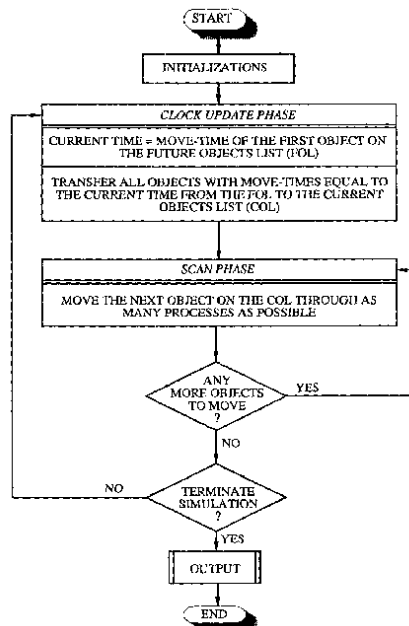 START
INITIALIZATIONS
CLOCK UPDATE PHASE
CURRENT TIME = MOVE-TIME OF THE FIRST OBJECT ON
THE FUTURE OBJECTS LIST (FOL)
TRANSFER ALL OBJECTS WITH MOVE-TIMES EQUAL TO
THE CURRENT TIME FROM THE FOL TO THE CURRENT
OBJECTS LIST (COL)
SCAN PHASE
MOVE THE NEXT OBJECT ON THE COL THROUGH AS
MANY PROCESSES AS POSSIBLE
ANY
MORE OBJECTS
TO MOVE
?
YES
NO
TERMINATE
SIMULATION
?
NO
YES
OUTPUT
END